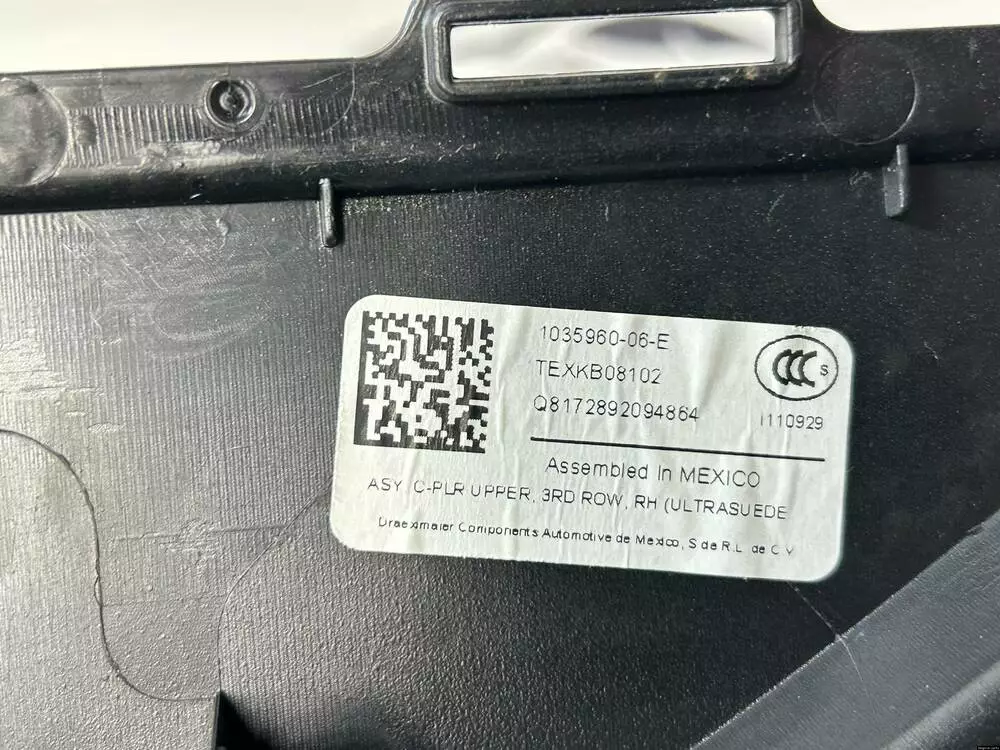 1035960-06-E
TEXKB08102
Q8172892094864
CCC S
I110929
Assembled In MEXICO
ASY, C-PLR UPPER, 3RD ROW, RH (ULTRASUEDE
Draexmaier Components Automotive de Mexico, S de R.L. de C.V